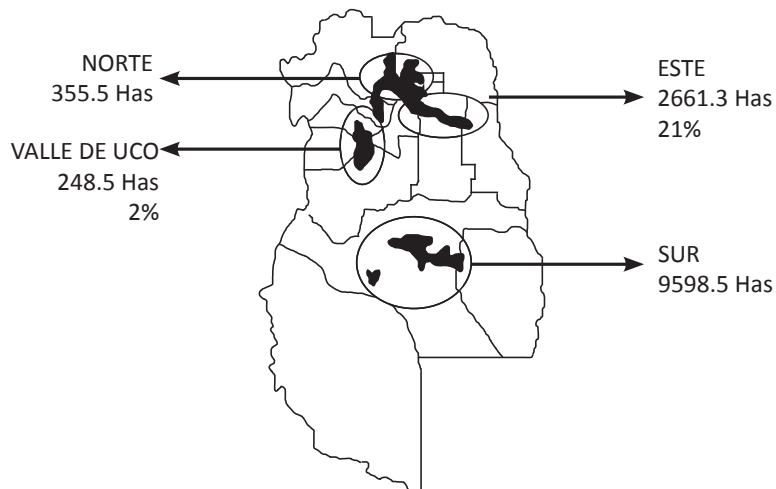 NORTE
355.5 Has
ESTE
2661.3 Has
21%
VALLE DE UCO
248.5 Has
2%
SUR
9598.5 Has